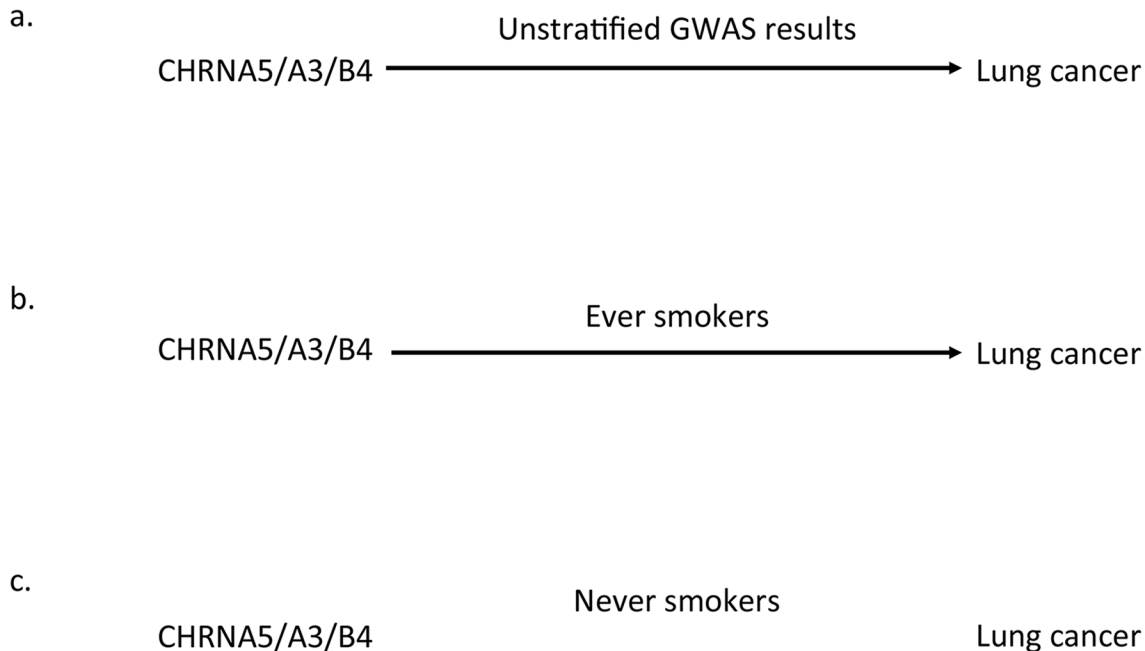 a.
Unstratified GWAS results
CHRNA5/A3/B4 Lung cancer
b.
Ever smokers
CHRNA5/A3/B4 Lung cancer
c.
Never smokers
CHRNA5/A3/B4 Lung cancer